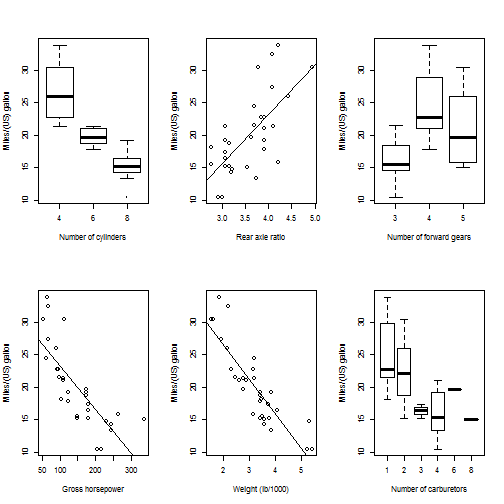 Miles/(US) gallon
10 15 20 25 30
4 6 8
Number of cylinders
Miles/(US) gallon
10 15 20 25 30
3.0 3.5 4.0 4.5 5.0
Rear axle ratio
Miles/(US) gallon
10 15 20 25 30
3 4 5
Number of forward gears
Miles/(US) gallon
10 15 20 25 30
50 100 200 300
Gross horsepower
Miles/(US) gallon
10 15 20 25 30
2 3 4 5
Weight (lb/1000)
Miles/(US) gallon
10 15 20 25 30
1 2 3 4 6 8
Number of carburetors